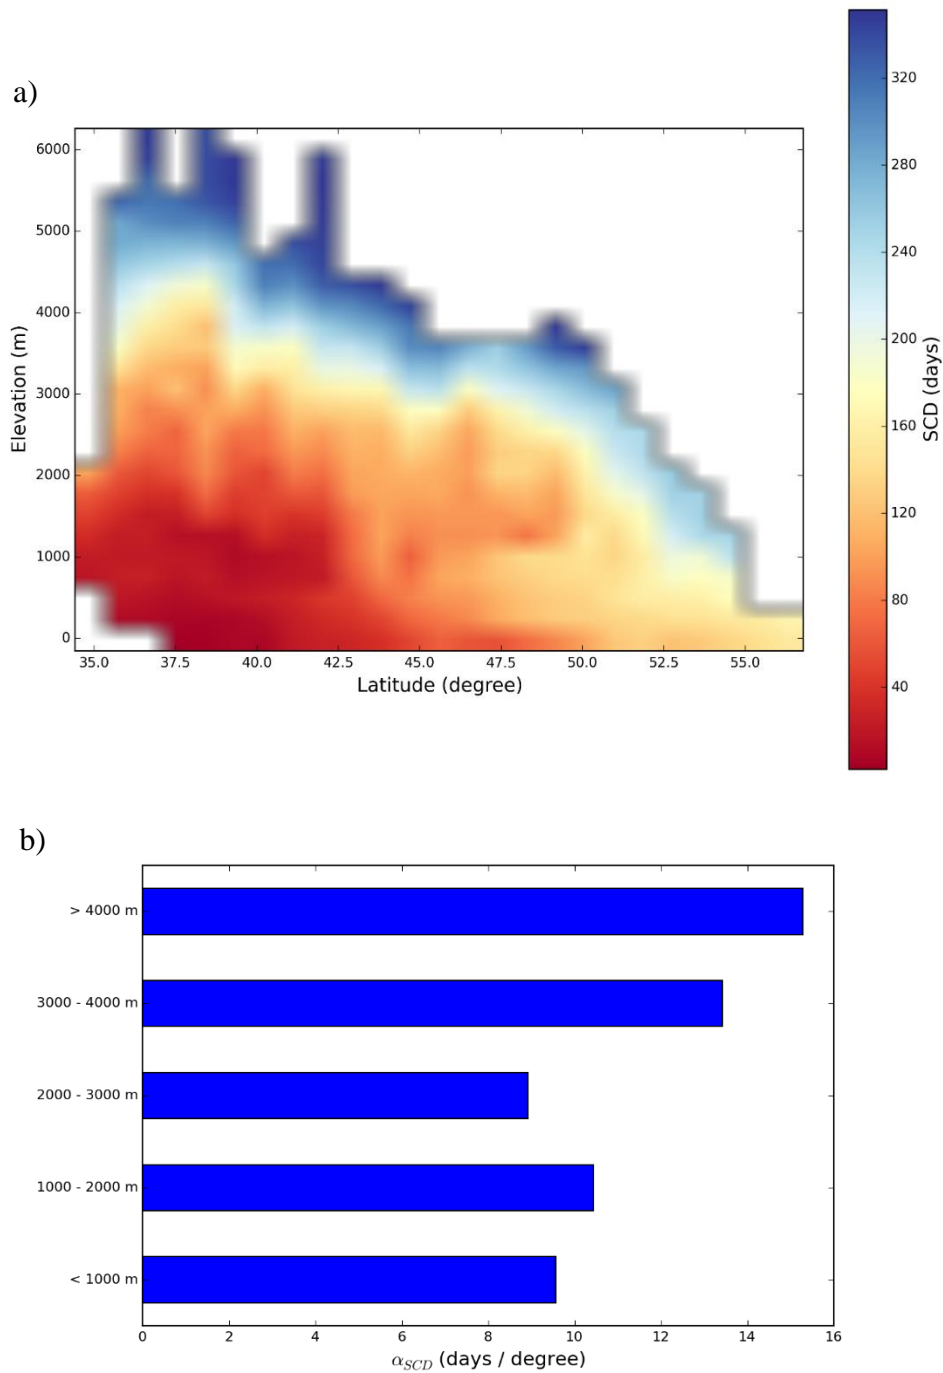 a)
6000
5000
4000
3000
2000
1000
0
Elevation (m)
35.0 37.5 40.0 42.5 45.0 47.5 50.0 52.5 55.0
Latitude (degree)
320
280
240
200
160
120
80
40
SCD (days)
b)
> 4000 m
3000 - 4000 m
2000 - 3000 m
1000 - 2000 m
< 1000 m
0 2 4 6 8 10 12 14 16
α_SCD (days / degree)